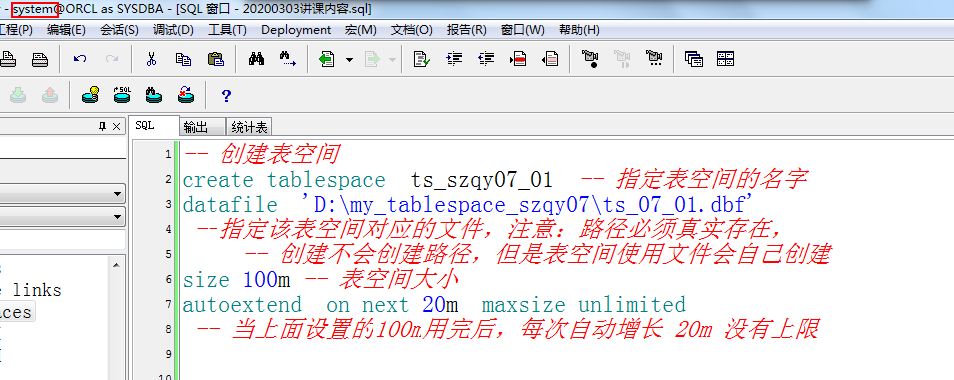 - system@ORCL as SYSDBA - [SQL 窗口 - 20200303讲课内容.sql]
工程(P) 编辑(E) 会话(S) 调试(D) 工具(T) Deployment 宏(M) 文档(O) 报告(R) 窗口(W) 帮助(H)
SQL 输出 统计表
1 -- 创建表空间
2 create tablespace ts_szqy07_01 -- 指定表空间的名字
3 datafile 'D:\my_tablespace_szqy07\ts_07_01.dbf'
4 --指定该表空间对应的文件，注意：路径必须真实存在，
5 -- 创建不会创建路径，但是表空间使用文件会自己创建
6 size 100m -- 表空间大小
7 autoextend on next 20m maxsize unlimited
8 -- 当上面设置的100m用完后，每次自动增长 20m 没有上限
9
10
links
aces